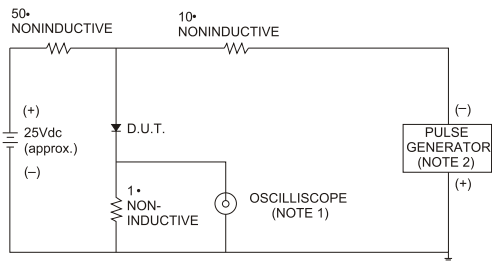 50•
NONINDUCTIVE
10•
NONINDUCTIVE
(+)
25Vdc
(approx.)
(–)
D.U.T.
1•
NON-
INDUCTIVE
OSCILLISCOPE
(NOTE 1)
(–)
PULSE
GENERATOR
(NOTE 2)
(+)